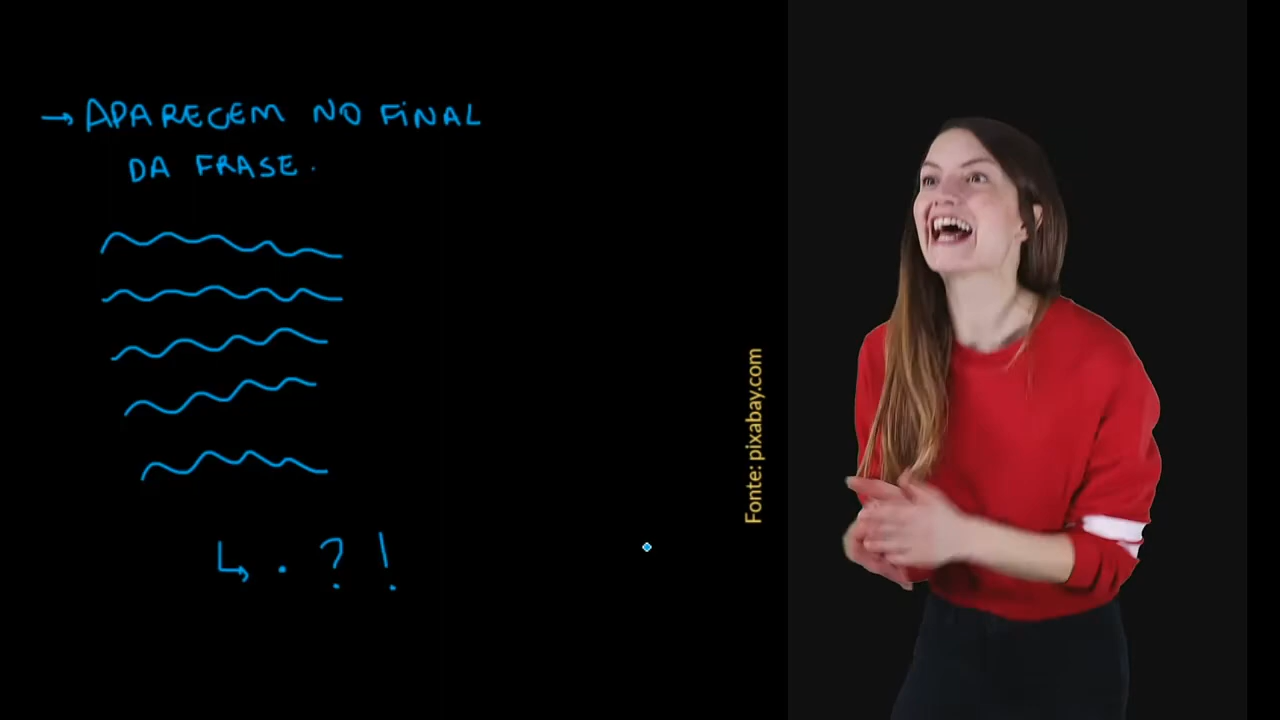 → APARECEM NO FINAL
DA FRASE.
↳ . ? !
Fonte: pixabay.com